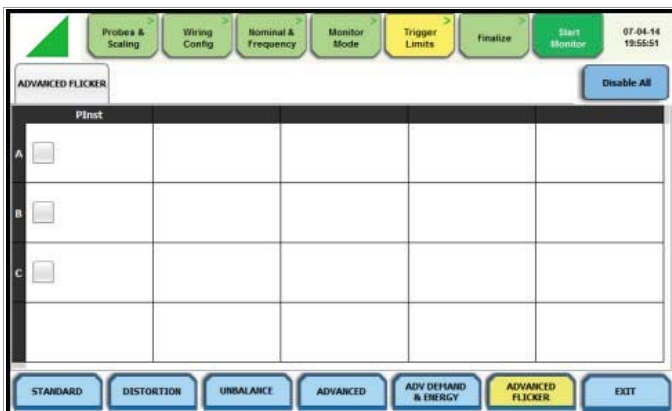 Probes & Scaling
Wiring Config
Nominal & Frequency
Monitor Mode
Trigger Limits
Finalize
Start Monitor
07-04-14
19:55:51
ADVANCED FLICKER
Disable All
PInst
A
B
C
STANDARD
DISTORTION
UNBALANCE
ADVANCED
ADV DEMAND & ENERGY
ADVANCED FLICKER
EXIT